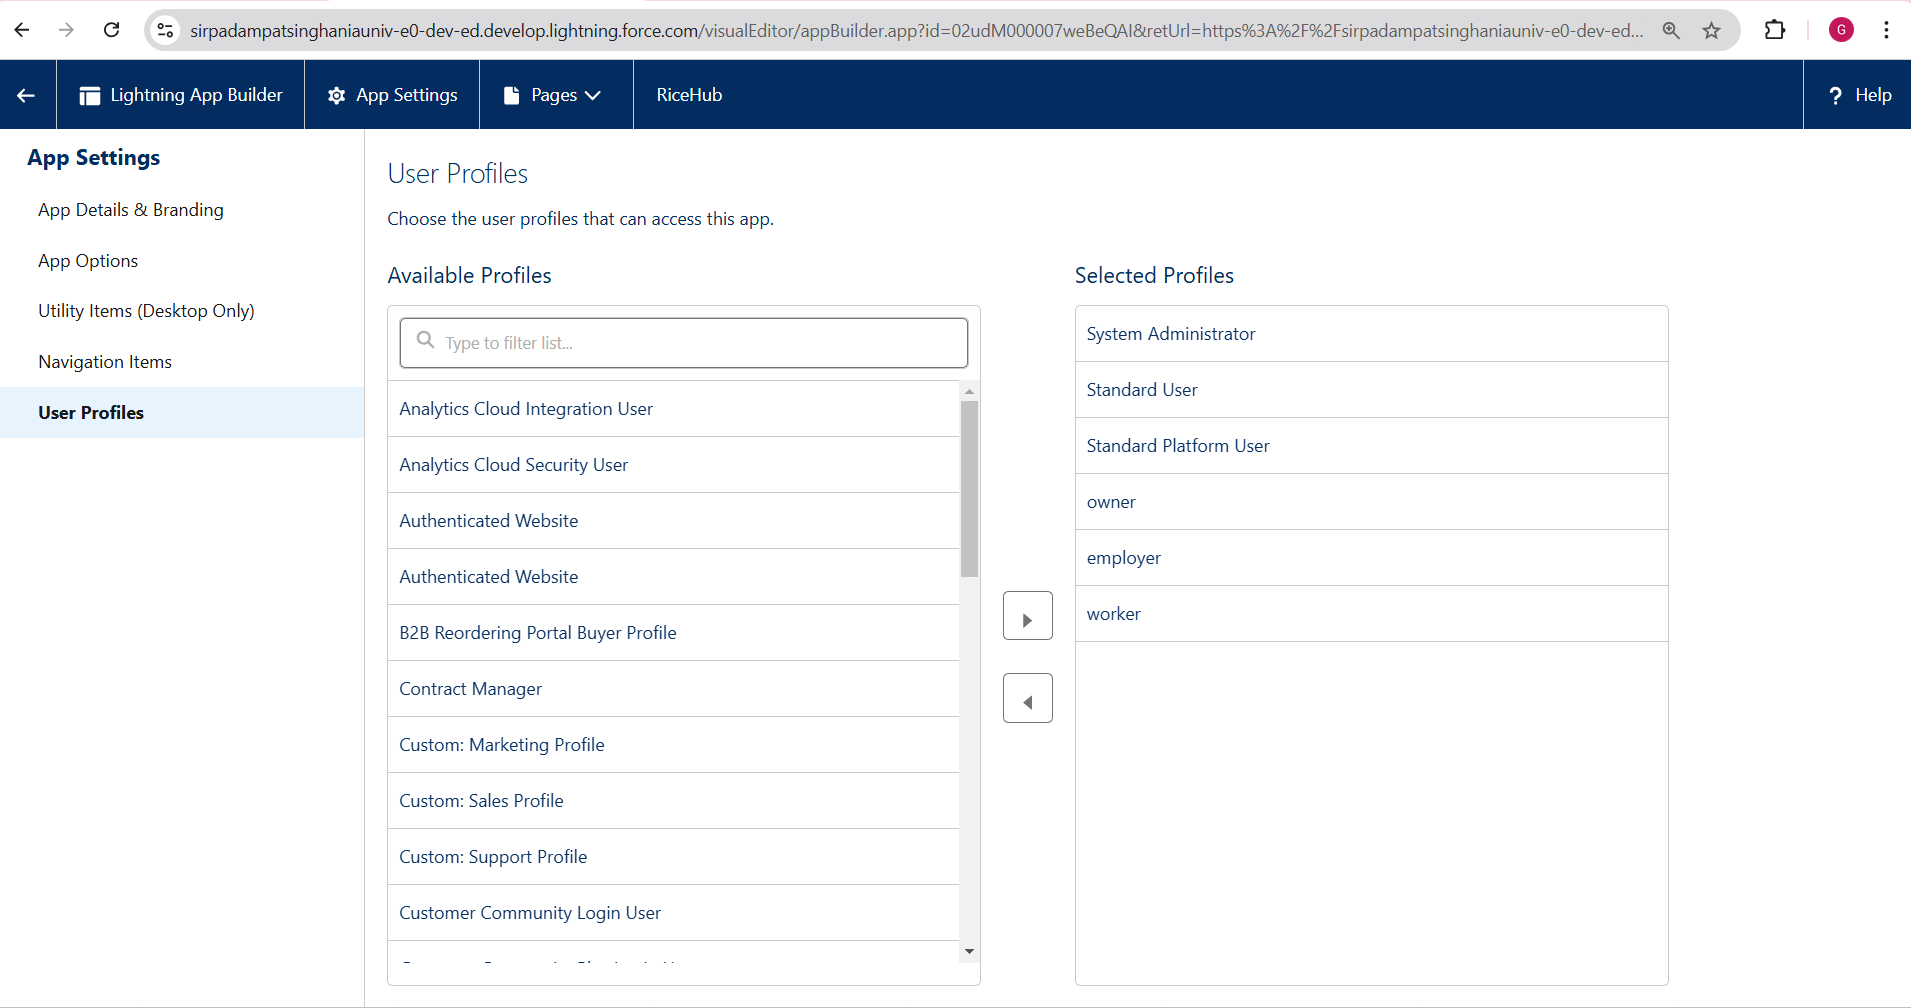 sirpadampatsinghaniauniv-e0-dev-ed.develop.lightning.force.com/visualEditor/appBuilder.app?id=02udM000007weBeQAI&retUrl=https%3A%2F%2Fsirpadampatsinghaniauniv-e0-dev-ed...
G
Lightning App Builder
App Settings
Pages
RiceHub
? Help
App Settings
App Details & Branding
App Options
Utility Items (Desktop Only)
Navigation Items
User Profiles
User Profiles
Choose the user profiles that can access this app.
Available Profiles
Type to filter list...
Analytics Cloud Integration User
Analytics Cloud Security User
Authenticated Website
Authenticated Website
B2B Reordering Portal Buyer Profile
Contract Manager
Custom: Marketing Profile
Custom: Sales Profile
Custom: Support Profile
Customer Community Login User
Selected Profiles
System Administrator
Standard User
Standard Platform User
owner
employer
worker